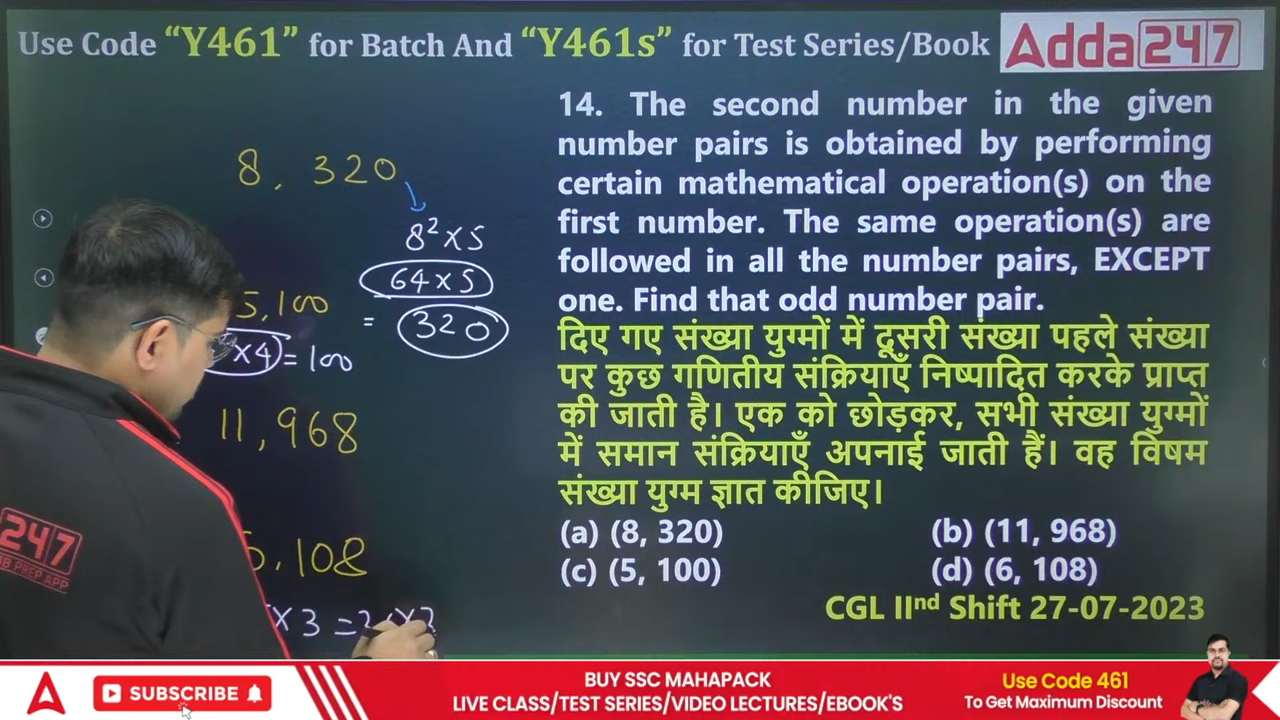 Use Code “Y461” for Batch And “Y461s” for Test Series/Book
Adda247
8, 320
8² × 5
64 × 5
= 320
5, 100
× 4 = 100
11, 968
6, 108
× 3 =
14. The second number in the given
number pairs is obtained by performing
certain mathematical operation(s) on the
first number. The same operation(s) are
followed in all the number pairs, EXCEPT
one. Find that odd number pair.
दिए गए संख्या युग्मों में दूसरी संख्या पहले संख्या
पर कुछ गणितीय संक्रियाएँ निष्पादित करके प्राप्त
की जाती है। एक को छोड़कर, सभी संख्या युग्मों
में समान संक्रियाएँ अपनाई जाती हैं। वह विषम
संख्या युग्म ज्ञात कीजिए।
(a) (8, 320) (b) (11, 968)
(c) (5, 100) (d) (6, 108)
CGL IInd Shift 27-07-2023
247
SUBSCRIBE
BUY SSC MAHAPACK
LIVE CLASS/TEST SERIES/VIDEO LECTURES/EBOOK'S
Use Code 461
To Get Maximum Discount